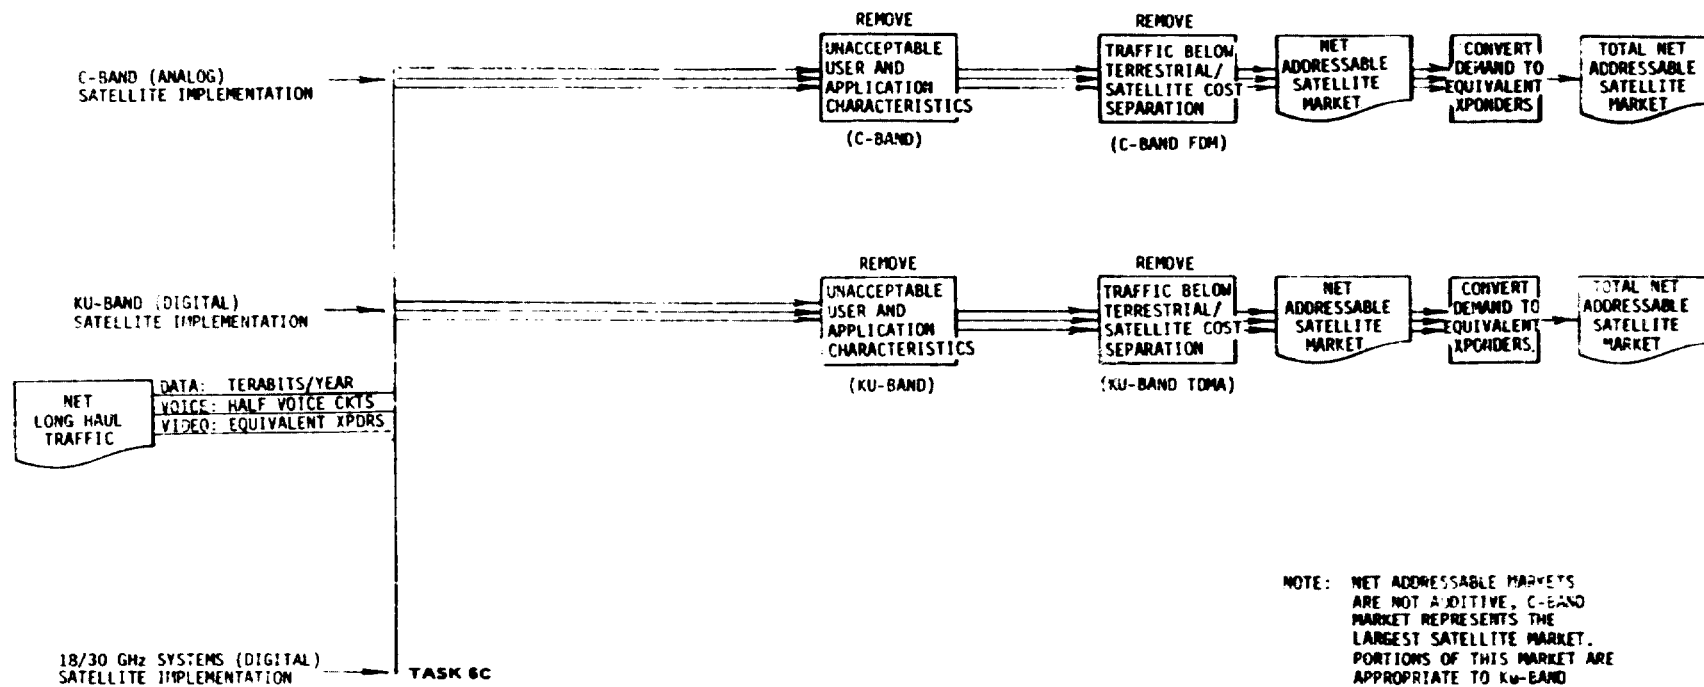 C-BAND (ANALOG)
SATELLITE IMPLEMENTATION
REMOVE
UNACCEPTABLE
USER AND
APPLICATION
CHARACTERISTICS
(C-BAND)
REMOVE
TRAFFIC BELOW
TERRESTRIAL/
SATELLITE COST
SEPARATION
(C-BAND FDM)
NET
ADDRESSABLE
SATELLITE
MARKET
CONVERT
DEMAND TO
EQUIVALENT
XPONDERS
TOTAL NET
ADDRESSABLE
SATELLITE
MARKET
KU-BAND (DIGITAL)
SATELLITE IMPLEMENTATION
REMOVE
UNACCEPTABLE
USER AND
APPLICATION
CHARACTERISTICS
(KU-BAND)
REMOVE
TRAFFIC BELOW
TERRESTRIAL/
SATELLITE COST
SEPARATION
(KU-BAND TDMA)
NET
ADDRESSABLE
SATELLITE
MARKET
CONVERT
DEMAND TO
EQUIVALENT
XPONDERS
TOTAL NET
ADDRESSABLE
SATELLITE
MARKET
NET
LONG HAUL
TRAFFIC
DATA: TERABITS/YEAR
VOICE: HALF VOICE CKTS
VIDEO: EQUIVALENT XPDRS
18/30 GHz SYSTEMS (DIGITAL)
SATELLITE IMPLEMENTATION
TASK 6C
NOTE: NET ADDRESSABLE MARKETS
ARE NOT ADDITIVE, C-BAND
MARKET REPRESENTS THE
LARGEST SATELLITE MARKET.
PORTIONS OF THIS MARKET ARE
APPROPRIATE TO Ku-BAND